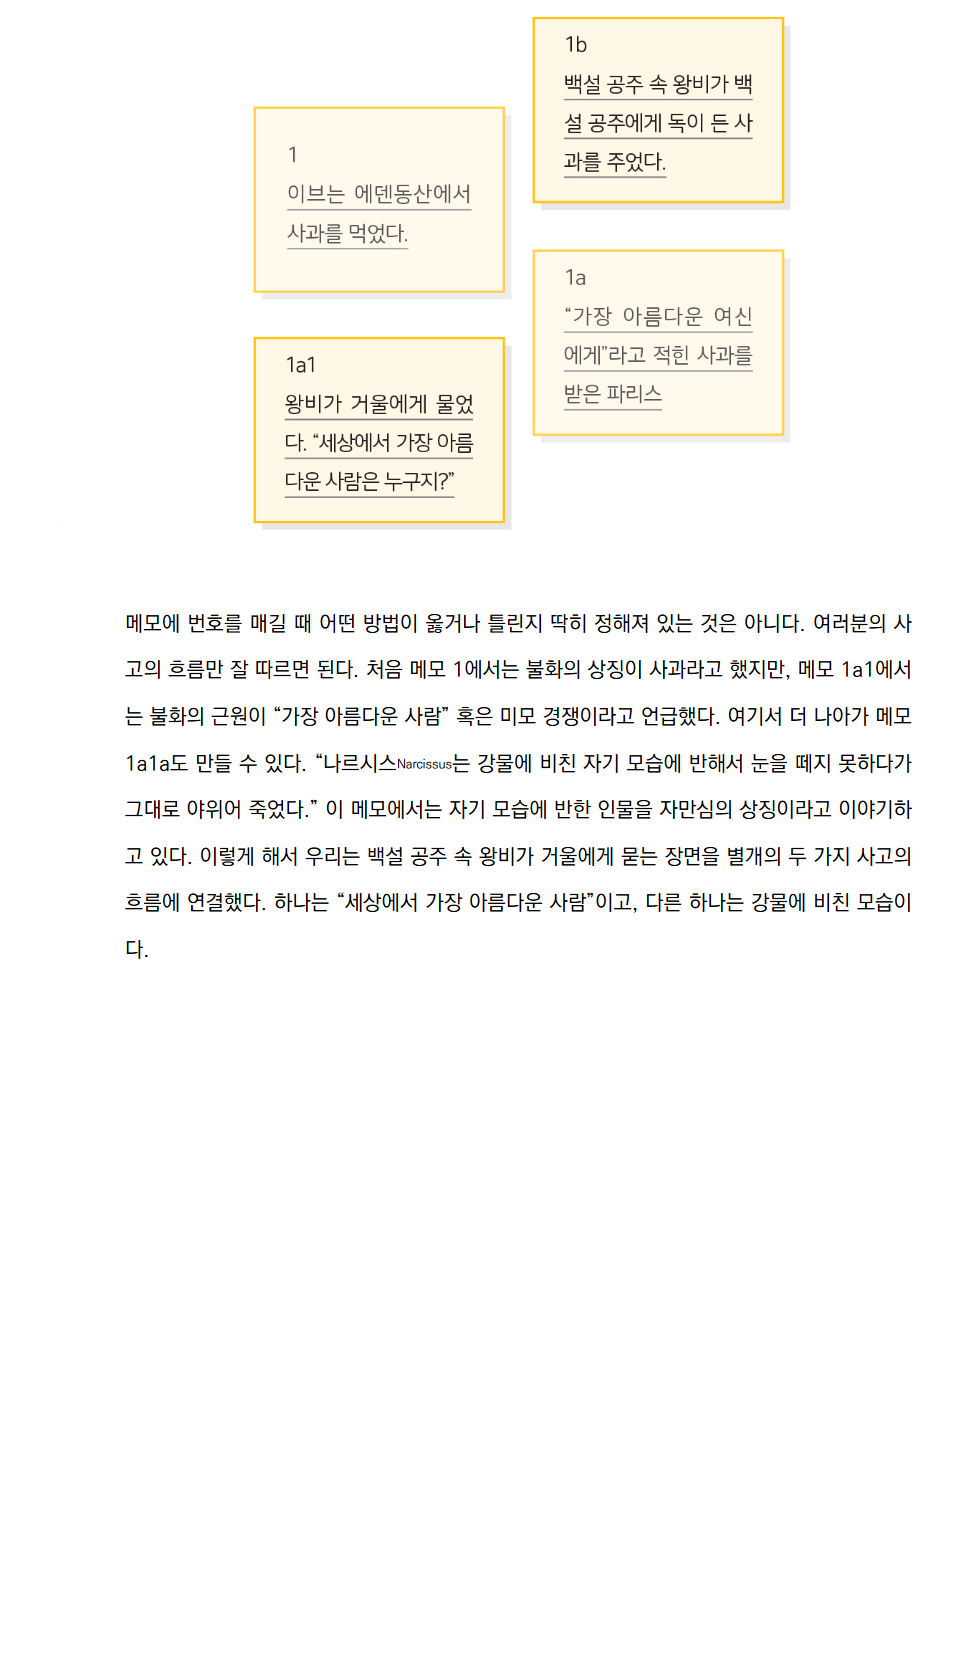 1
이브는 에덴동산에서
사과를 먹었다.
1b
백설 공주 속 왕비가 백
설 공주에게 독이 든 사
과를 주었다.
1a1
왕비가 거울에게 물었
다. “세상에서 가장 아름
다운 사람은 누구지?”
1a
“가장 아름다운 여신
에게”라고 적힌 사과를
받은 파리스
메모에 번호를 매길 때 어떤 방법이 옳거나 틀린지 딱히 정해져 있는 것은 아니다. 여러분의 사
고의 흐름만 잘 따르면 된다. 처음 메모 1에서는 불화의 상징이 사과라고 했지만, 메모 1a1에서
는 불화의 근원이 “가장 아름다운 사람” 혹은 미모 경쟁이라고 언급했다. 여기서 더 나아가 메모
1a1a도 만들 수 있다. “나르시스Narcissus는 강물에 비친 자기 모습에 반해서 눈을 떼지 못하다가
그대로 야위어 죽었다.” 이 메모에서는 자기 모습에 반한 인물을 자만심의 상징이라고 이야기하
고 있다. 이렇게 해서 우리는 백설 공주 속 왕비가 거울에게 묻는 장면을 별개의 두 가지 사고의
흐름에 연결했다. 하나는 “세상에서 가장 아름다운 사람”이고, 다른 하나는 강물에 비친 모습이
다.